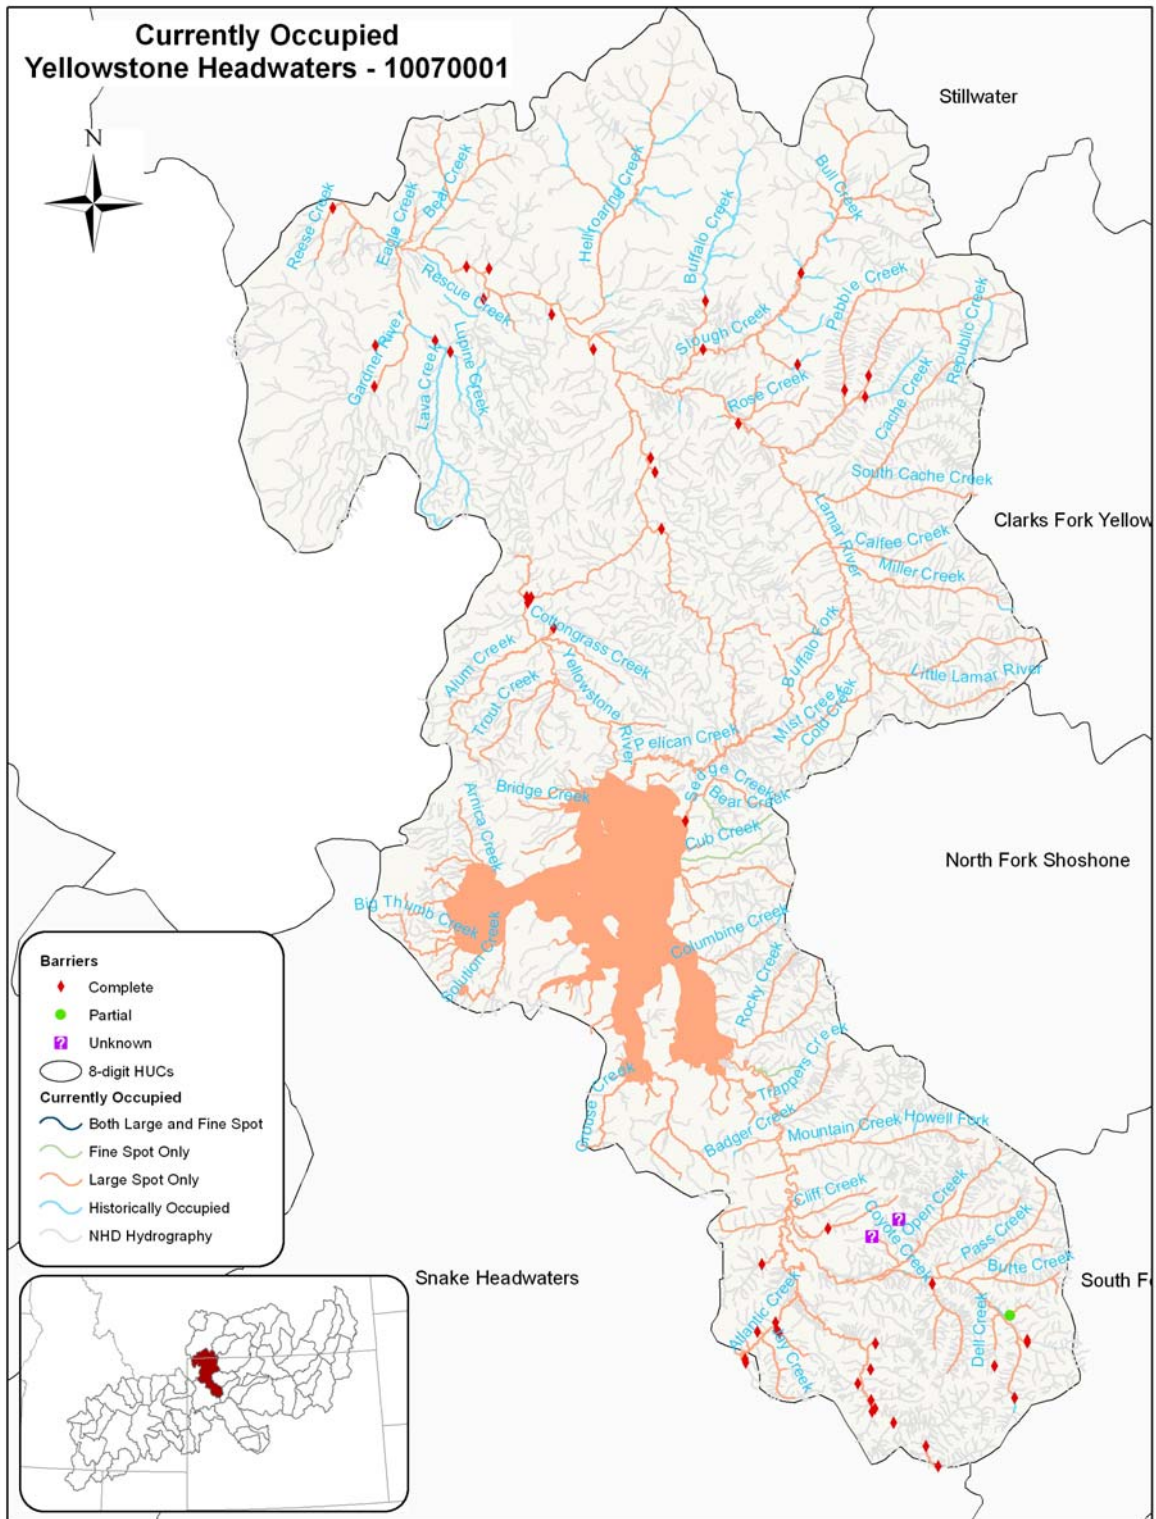 Currently Occupied
Yellowstone Headwaters - 10070001
N
Stillwater
Reese Creek
Eagle Creek
Bear Creek
Hellroaring Creek
Buffalo Creek
Bull Creek
Rescue Creek
Pebble Creek
Republic Creek
Slough Creek
Gardner River
Lava Creek
Lupine Creek
Rose Creek
Cache Creek
South Cache Creek
Clarks Fork Yellow
Lamar River
Calfee Creek
Miller Creek
Cottongrass Creek
Alum Creek
Trout Creek
Yellowstone River
Buffalo Fork
Little Lamar River
Mist Creek
Cold Creek
Pelican Creek
Sedge Creek
Bear Creek
Bridge Creek
Arnica Creek
Cub Creek
North Fork Shoshone
Big Thumb Creek
Solution Creek
Columbine Creek
Rocky Creek
Barriers
Complete
Partial
Unknown
8-digit HUCs
Currently Occupied
Both Large and Fine Spot
Fine Spot Only
Large Spot Only
Historically Occupied
NHD Hydrography
Trappers Creek
Grouse Creek
Badger Creek
Mountain Creek
Howell Fork
Cliff Creek
Coyote Creek
Open Creek
Pass Creek
Butte Creek
Snake Headwaters
South F
Atlantic Creek
Dell Creek